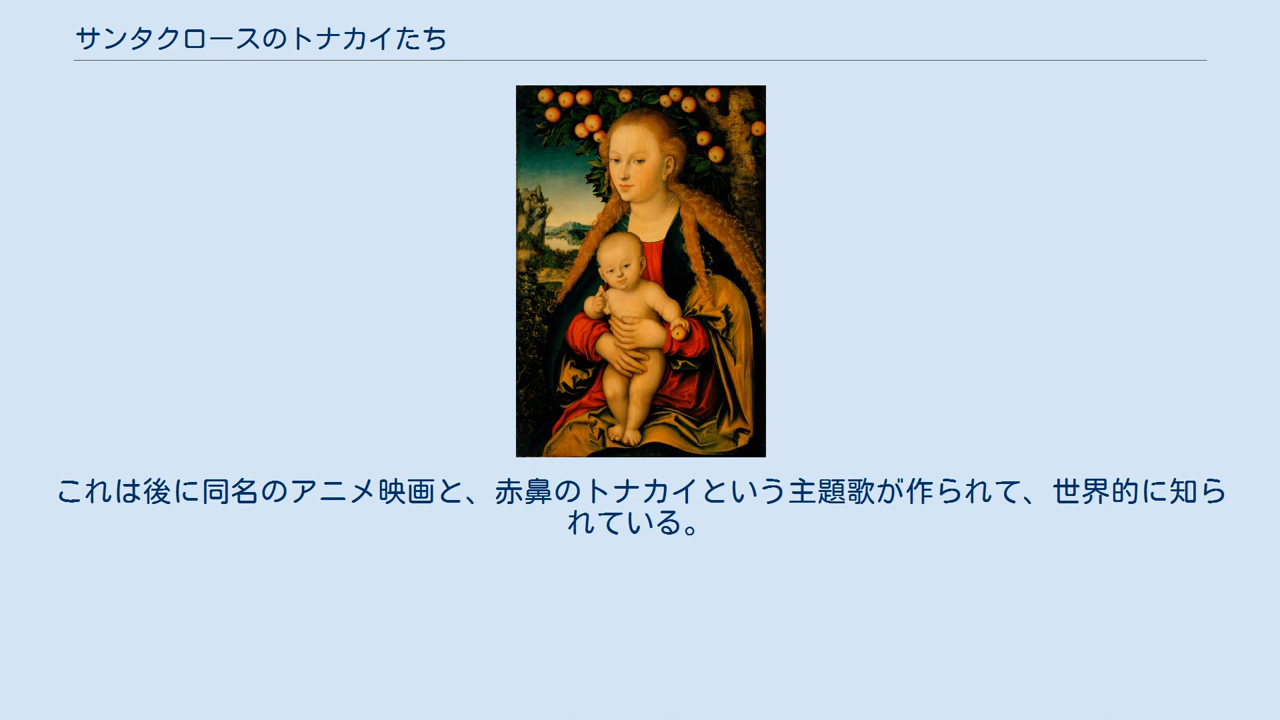 サンタクロースのトナカイたち
これは後に同名のアニメ映画と、赤鼻のトナカイという主題歌が作られて、世界的に知ら
れている。